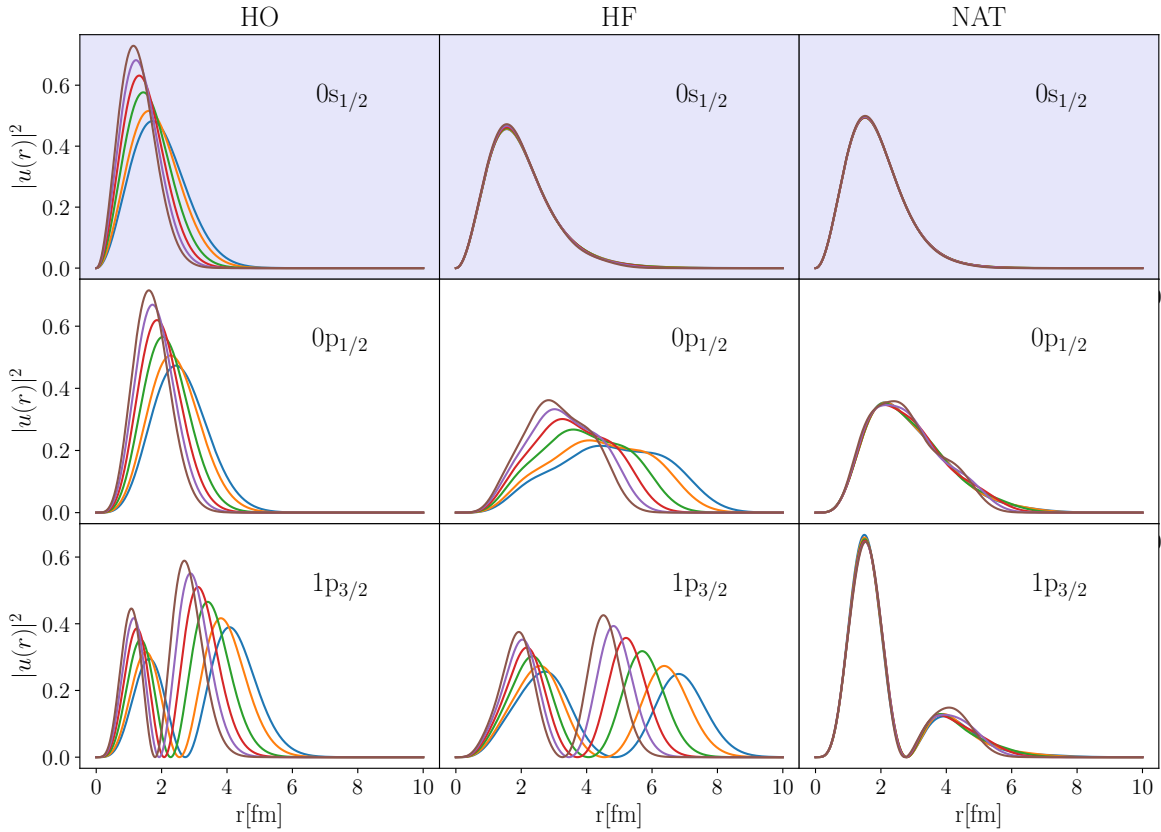 HO HF NAT
|u(r)|² 0.6 0.4 0.2 0.0 0s₁/₂ 0s₁/₂ 0s₁/₂
|u(r)|² 0.6 0.4 0.2 0.0 0p₁/₂ 0p₁/₂ 0p₁/₂
|u(r)|² 0.6 0.4 0.2 0.0 1p₃/₂ 1p₃/₂ 1p₃/₂
0 2 4 6 8 10 0 2 4 6 8 10 0 2 4 6 8 10
r[fm] r[fm] r[fm]